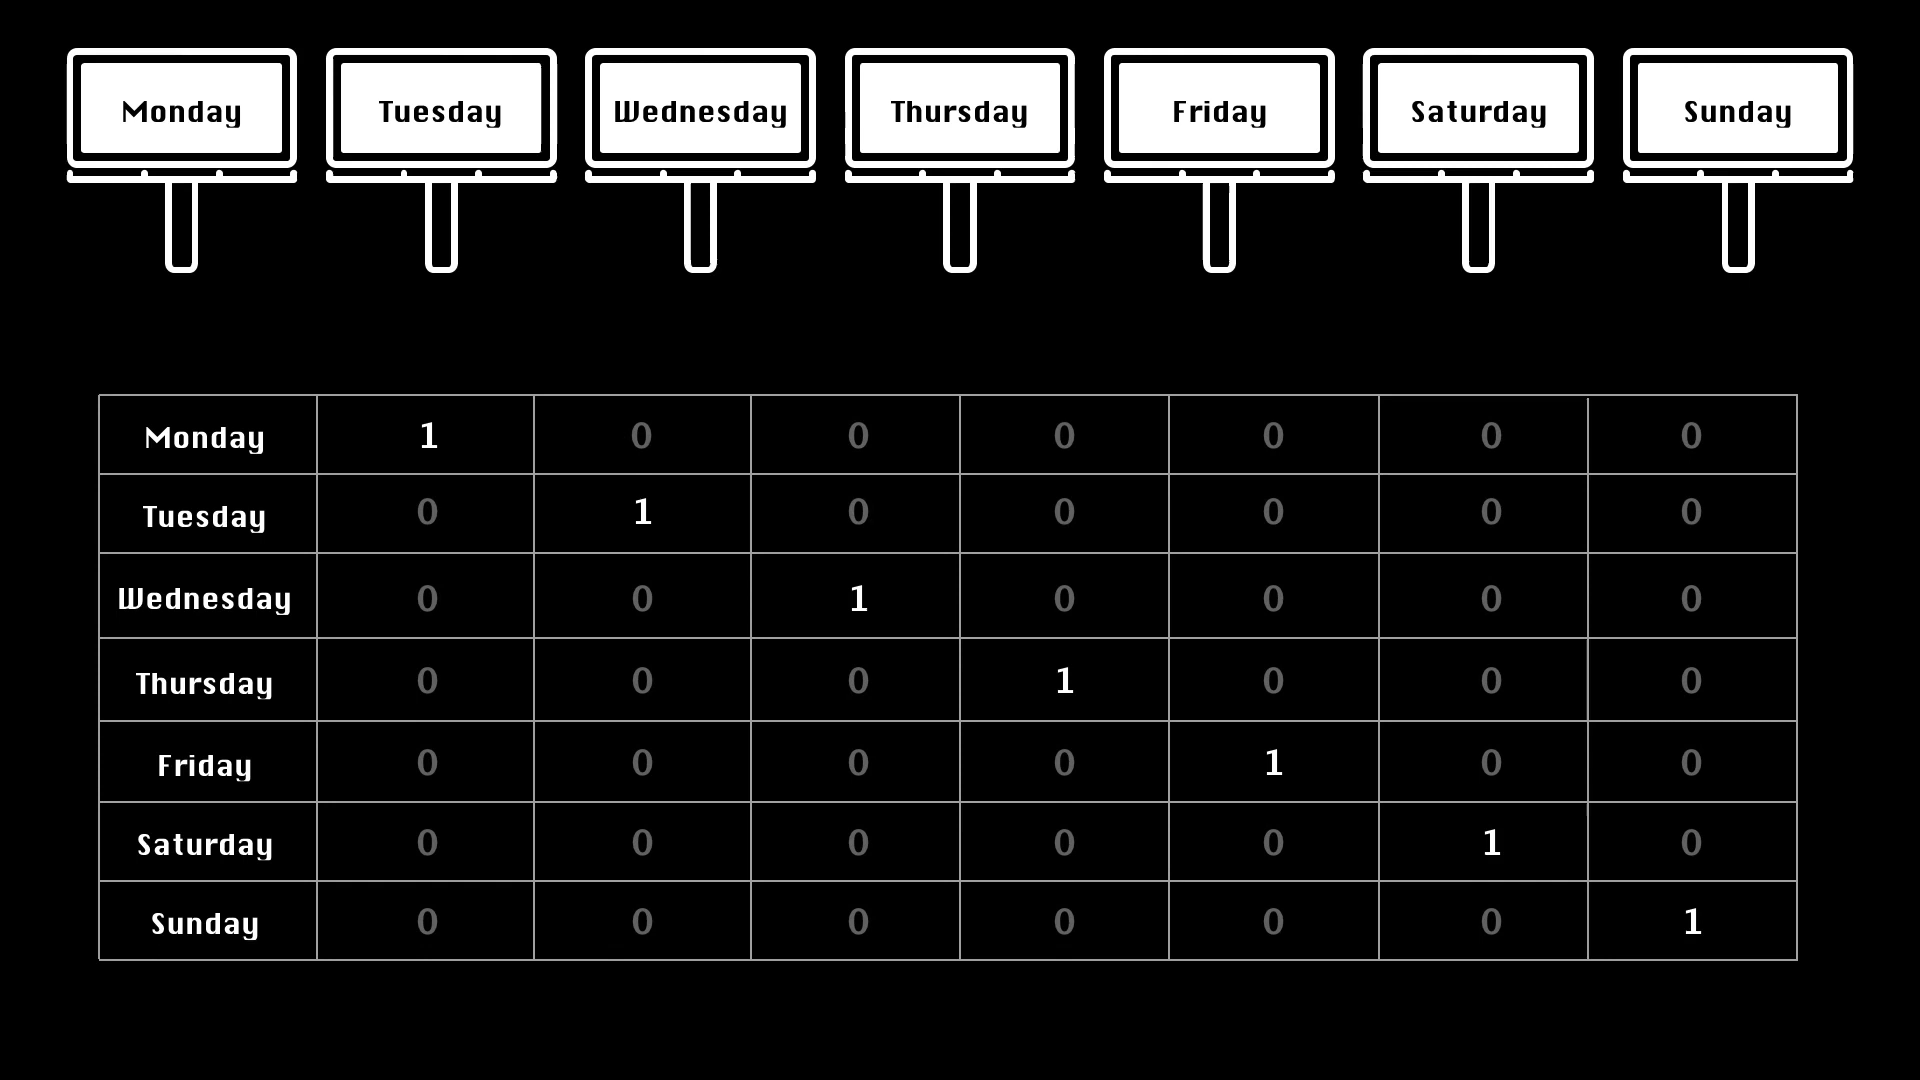 Monday Tuesday Wednesday Thursday Friday Saturday Sunday
Monday 1 0 0 0 0 0 0
Tuesday 0 1 0 0 0 0 0
Wednesday 0 0 1 0 0 0 0
Thursday 0 0 0 1 0 0 0
Friday 0 0 0 0 1 0 0
Saturday 0 0 0 0 0 1 0
Sunday 0 0 0 0 0 0 1